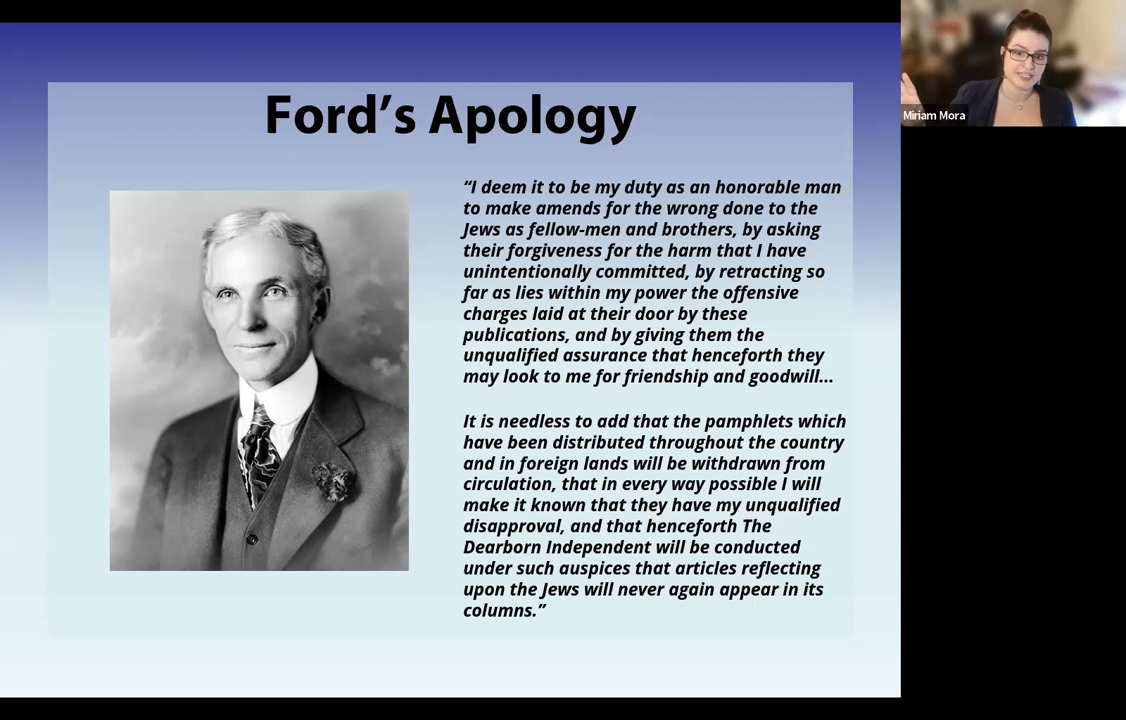 Ford’s Apology
“I deem it to be my duty as an honorable man
to make amends for the wrong done to the
Jews as fellow-men and brothers, by asking
their forgiveness for the harm that I have
unintentionally committed, by retracting so
far as lies within my power the offensive
charges laid at their door by these
publications, and by giving them the
unqualified assurance that henceforth they
may look to me for friendship and goodwill...
It is needless to add that the pamphlets which
have been distributed throughout the country
and in foreign lands will be withdrawn from
circulation, that in every way possible I will
make it known that they have my unqualified
disapproval, and that henceforth The
Dearborn Independent will be conducted
under such auspices that articles reflecting
upon the Jews will never again appear in its
columns.”
Miriam Mora